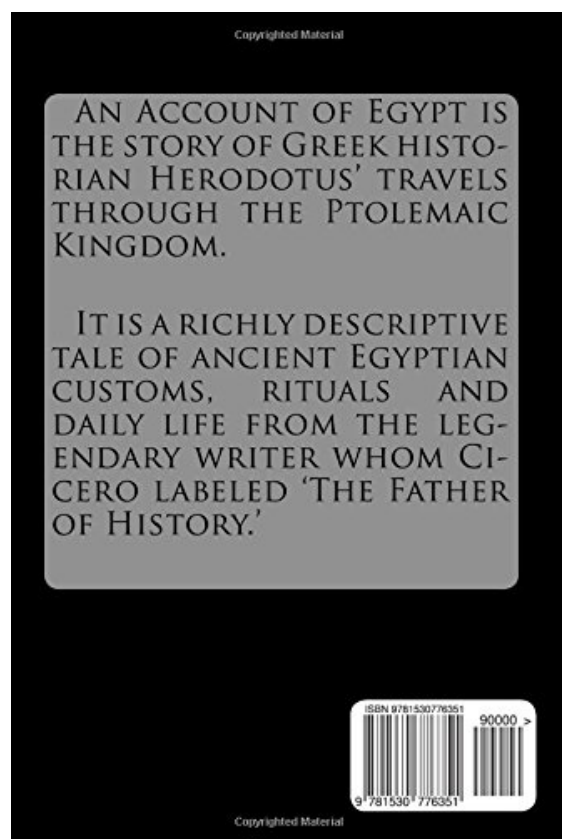 Copyrighted Material
An Account of Egypt is
the story of Greek histo-
rian Herodotus’ travels
through the Ptolemaic
Kingdom.
It is a richly descriptive
tale of ancient Egyptian
customs, rituals and
daily life from the leg-
endary writer whom Ci-
cero labeled ‘The Father
of History.’
ISBN 9781530776351
90000 >
9 781530 776351
Copyrighted Material